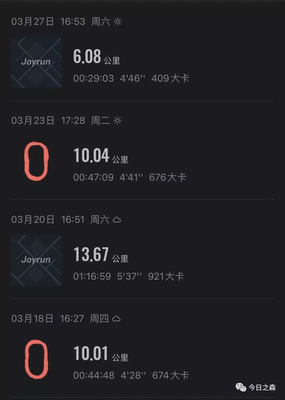 03月27日 16:53 周六
Joyrun
6.08 公里
00:29:03 4'46'' 409大卡
03月23日 17:28 周二
10.04 公里
00:47:09 4'41'' 676大卡
03月20日 16:51 周六
Joyrun
13.67 公里
01:16:59 5'37'' 921大卡
03月18日 16:27 周四
10.01 公里
00:44:48 4'28'' 674大卡
今日之森